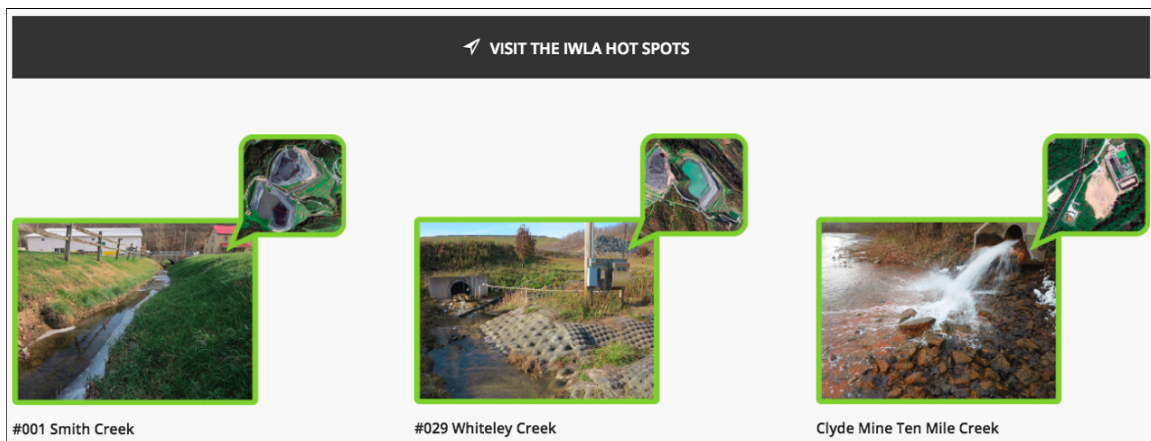 VISIT THE IWLA HOT SPOTS
#001 Smith Creek
#029 Whiteley Creek
Clyde Mine Ten Mile Creek